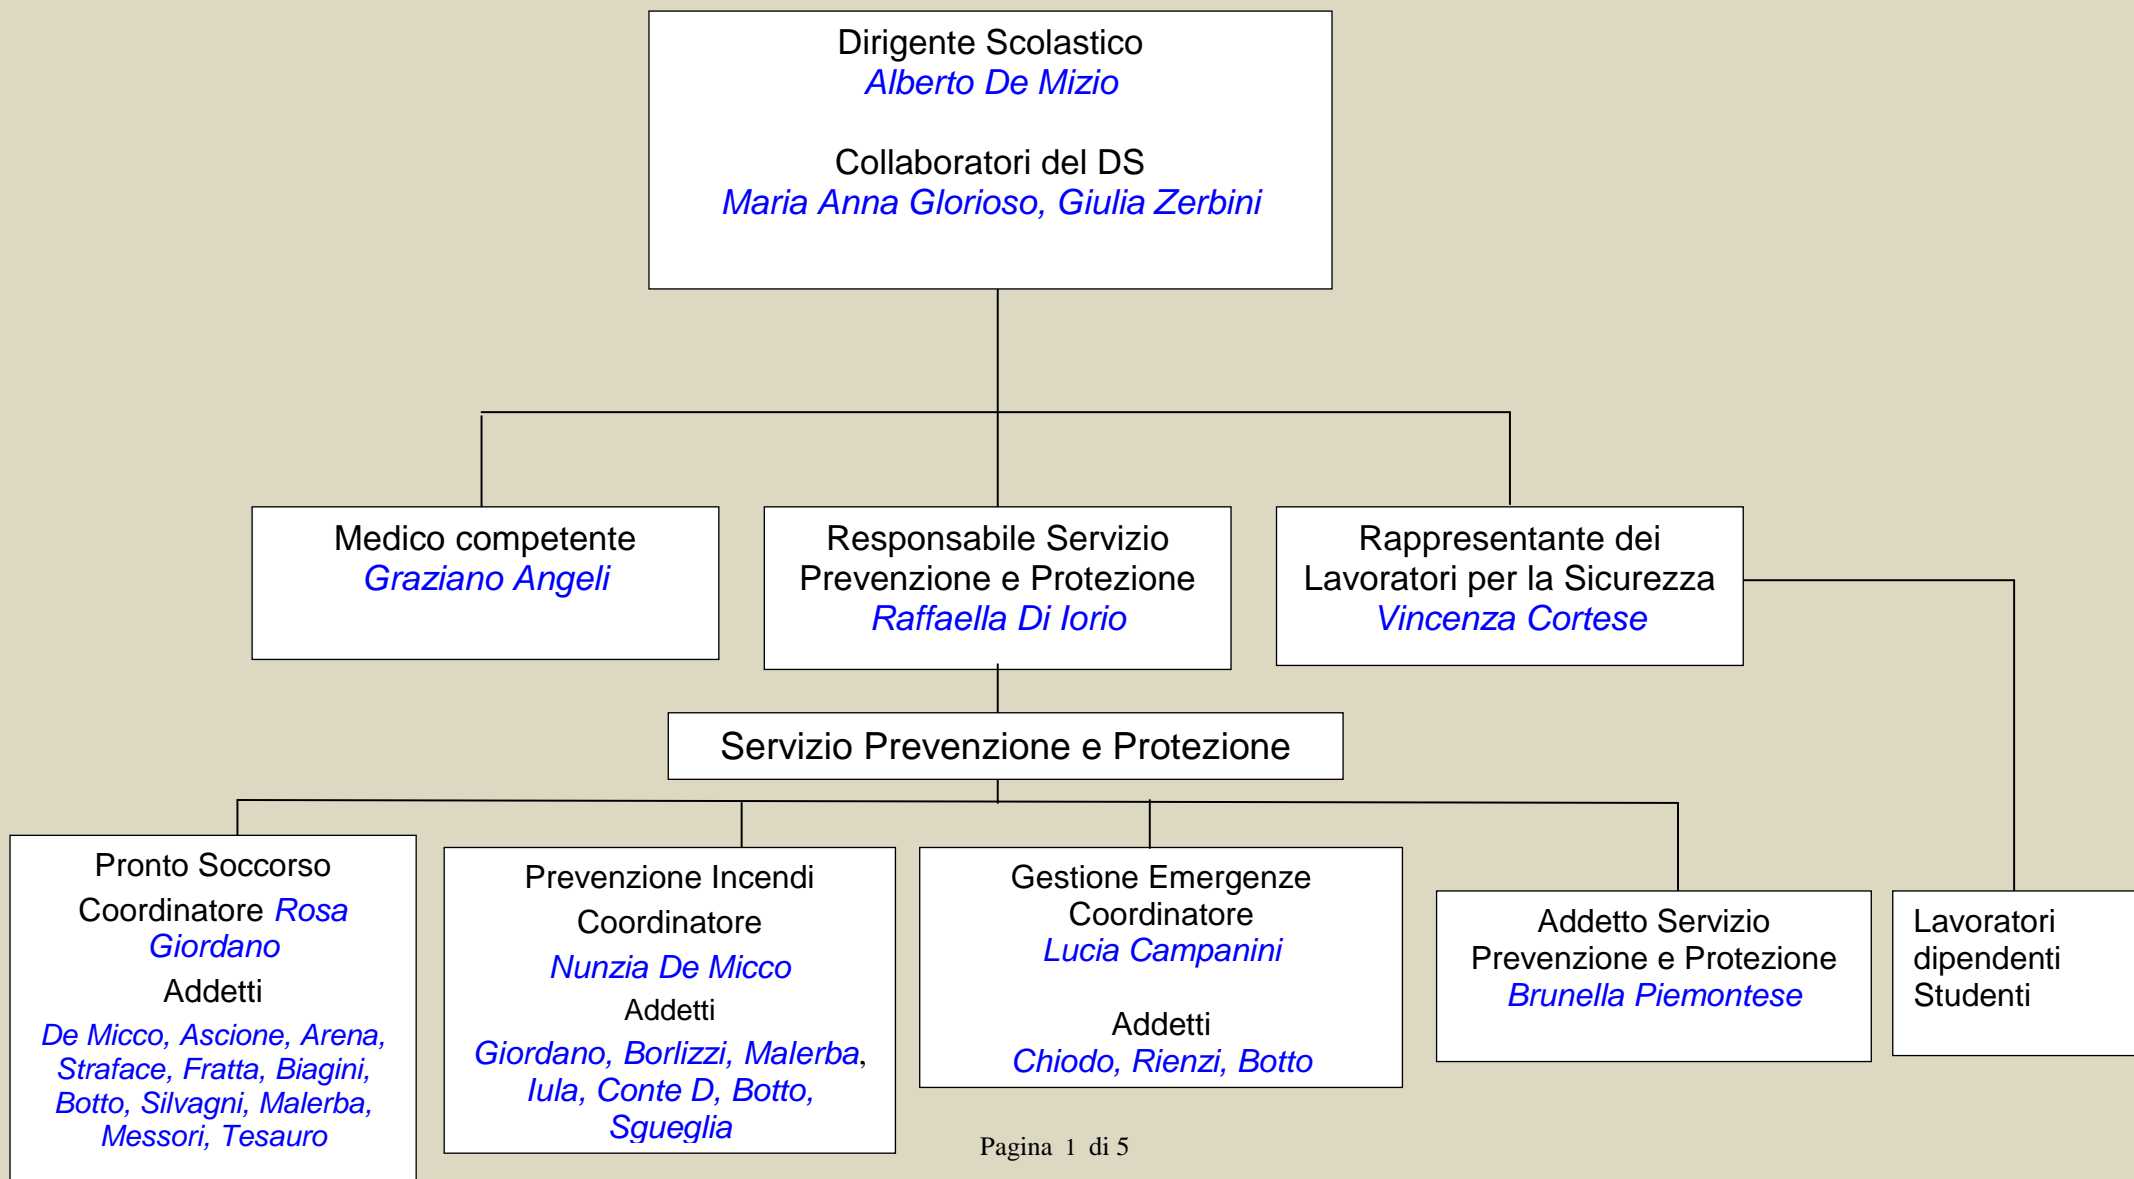 Dirigente Scolastico
Alberto De Mizio
Collaboratori del DS
Maria Anna Glorioso, Giulia Zerbini
Medico competente
Graziano Angeli
Responsabile Servizio
Prevenzione e Protezione
Raffaella Di Iorio
Rappresentante dei
Lavoratori per la Sicurezza
Vincenza Cortese
Servizio Prevenzione e Protezione
Pronto Soccorso
Coordinatore Rosa
Giordano
Addetti
De Micco, Ascione, Arena,
Straface, Fratta, Biagini,
Botto, Silvagni, Malerba,
Messori, Tesauro
Prevenzione Incendi
Coordinatore
Nunzia De Micco
Addetti
Giordano, Borlizzi, Malerba,
Iula, Conte D, Botto,
Sgueglia
Gestione Emergenze
Coordinatore
Lucia Campanini
Addetti
Chiodo, Rienzi, Botto
Addetto Servizio
Prevenzione e Protezione
Brunella Piemontese
Lavoratori
dipendenti
Studenti
Pagina 1 di 5